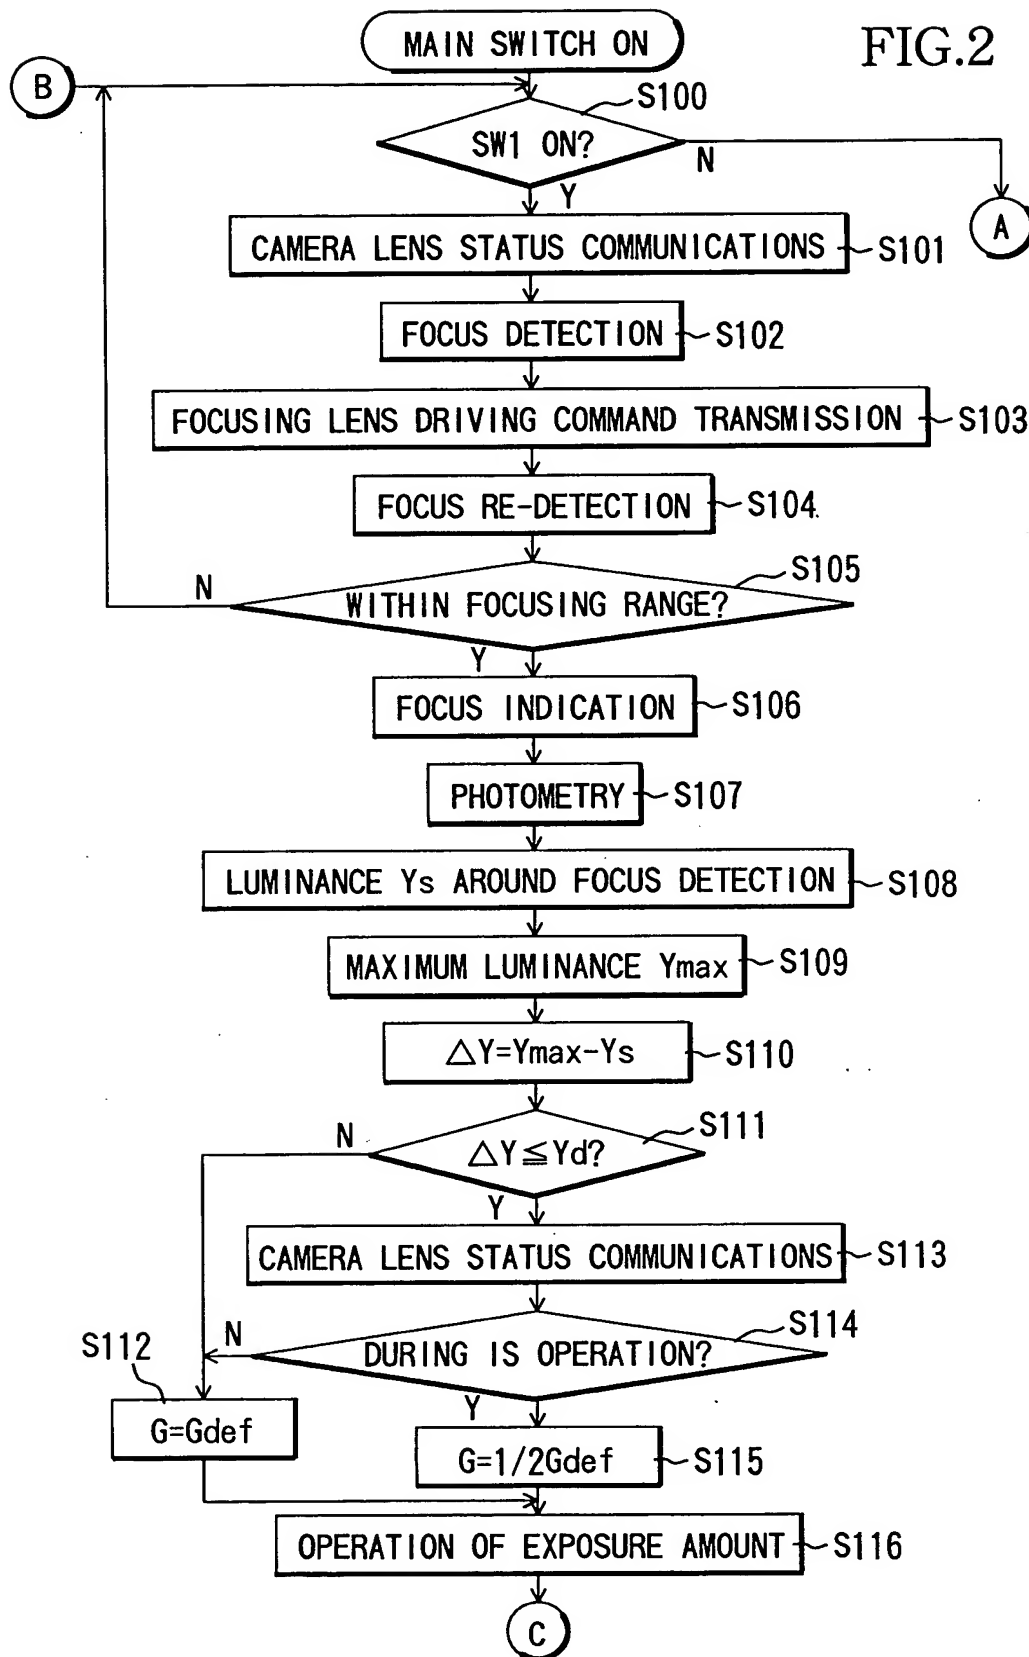 FIG.2
MAIN SWITCH ON
B
S100
SW1 ON?
N
Y
A
CAMERA LENS STATUS COMMUNICATIONS
S101
FOCUS DETECTION
S102
FOCUSING LENS DRIVING COMMAND TRANSMISSION
S103
FOCUS RE-DETECTION
S104
S105
N
WITHIN FOCUSING RANGE?
Y
FOCUS INDICATION
S106
PHOTOMETRY
S107
LUMINANCE Ys AROUND FOCUS DETECTION
S108
MAXIMUM LUMINANCE Ymax
S109
△Y=Ymax-Ys
S110
S111
N
△Y≦Yd?
Y
CAMERA LENS STATUS COMMUNICATIONS
S113
S114
N
DURING IS OPERATION?
S112
Y
G=Gdef
G=1/2Gdef
S115
OPERATION OF EXPOSURE AMOUNT
S116
C